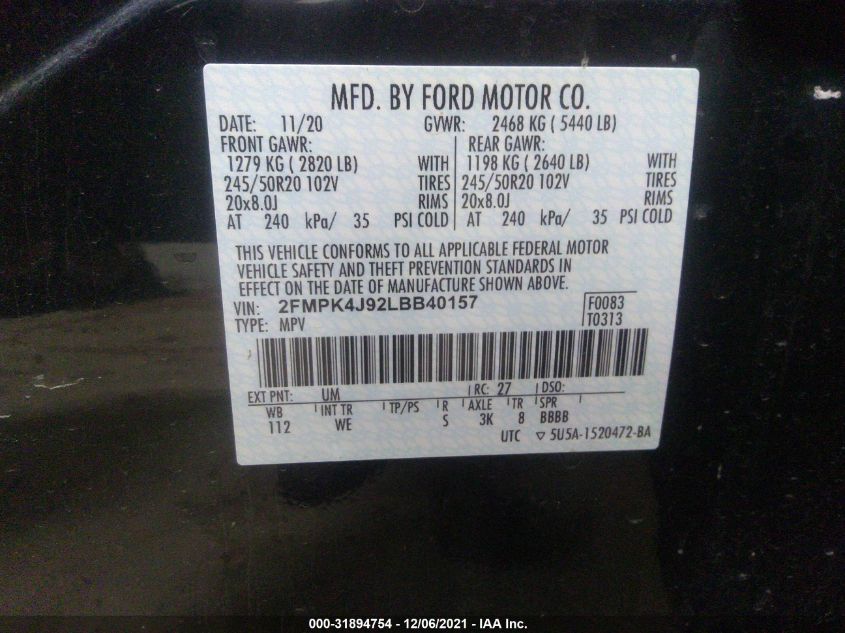 MFD. BY FORD MOTOR CO.
DATE: 11/20 GVWR: 2468 KG ( 5440 LB)
FRONT GAWR: REAR GAWR:
1279 KG ( 2820 LB) WITH 1198 KG ( 2640 LB) WITH
245/50R20 102V TIRES 245/50R20 102V TIRES
20x8.0J RIMS 20x8.0J RIMS
AT 240 kPa/ 35 PSI COLD AT 240 kPa/ 35 PSI COLD
THIS VEHICLE CONFORMS TO ALL APPLICABLE FEDERAL MOTOR
VEHICLE SAFETY AND THEFT PREVENTION STANDARDS IN
EFFECT ON THE DATE OF MANUFACTURE SHOWN ABOVE.
VIN: 2FMPK4J92LBB40157 F0083
TYPE: MPV T0313
EXT PNT: UM RC: 27 DSO:
WB INT TR TP/PS R AXLE TR SPR
112 WE S 3K 8 BBBB
UTC ▽ 5U5A-1520472-BA
000-31894754 - 12/06/2021 - IAA Inc.